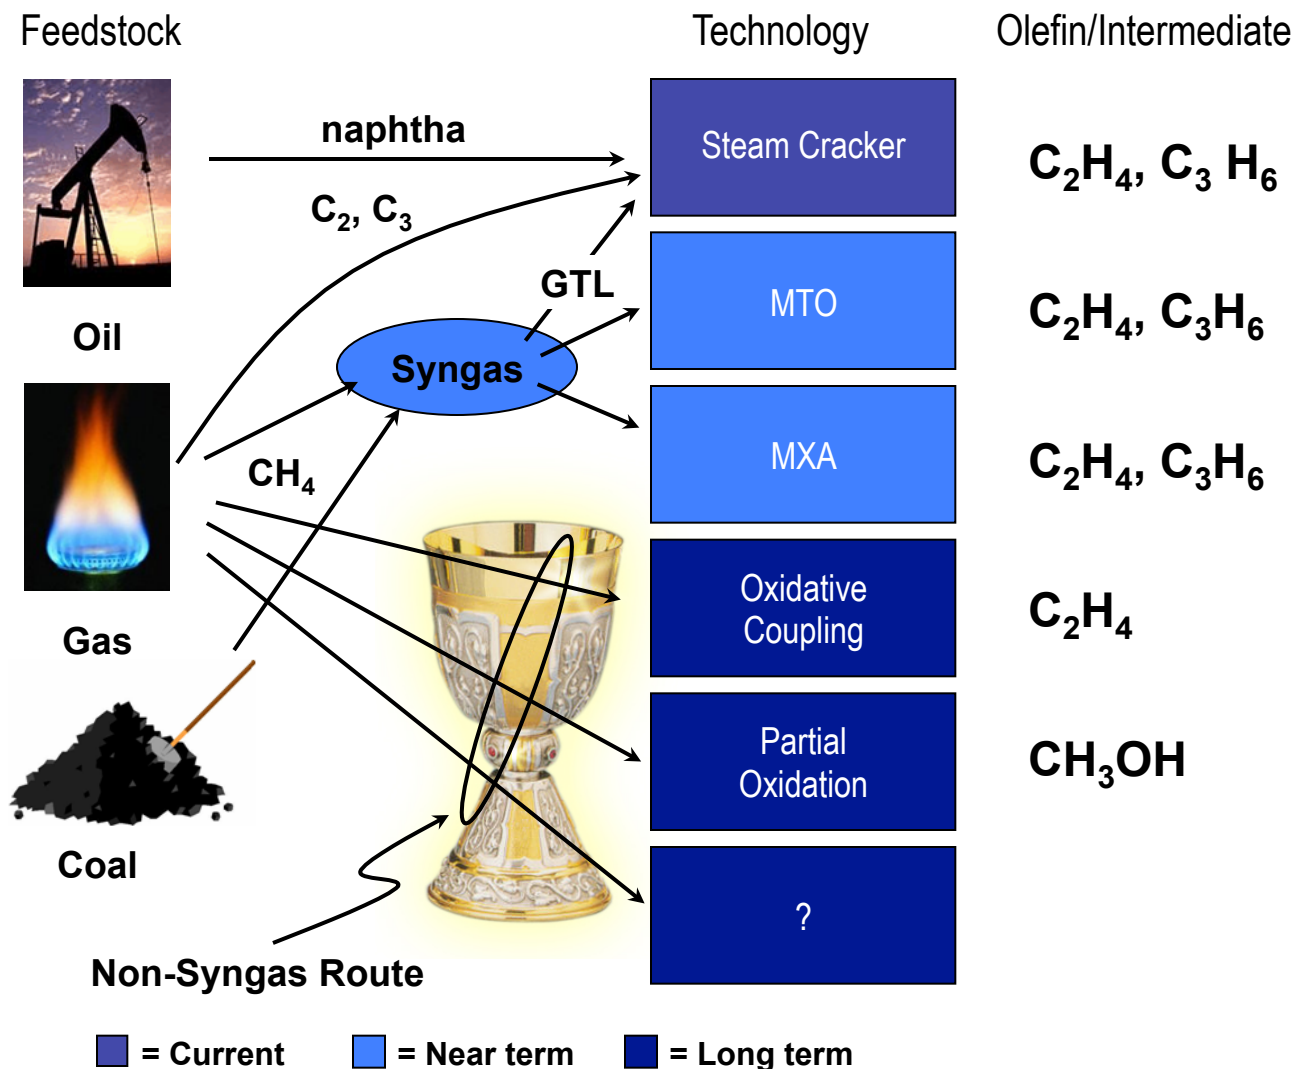 Feedstock
Technology
Olefin/Intermediate
naphtha
Steam Cracker
C₂H₄, C₃ H₆
C₂, C₃
GTL
MTO
C₂H₄, C₃H₆
Oil
Syngas
MXA
C₂H₄, C₃H₆
CH₄
Gas
Oxidative
Coupling
C₂H₄
Partial
Oxidation
CH₃OH
Coal
?
Non-Syngas Route
= Current
= Near term
= Long term